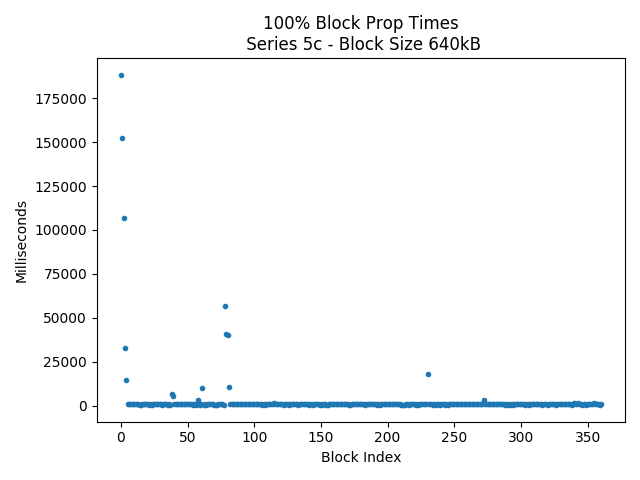 100% Block Prop Times
Series 5c - Block Size 640kB
Milliseconds
175000
150000
125000
100000
75000
50000
25000
0
0 50 100 150 200 250 300 350
Block Index